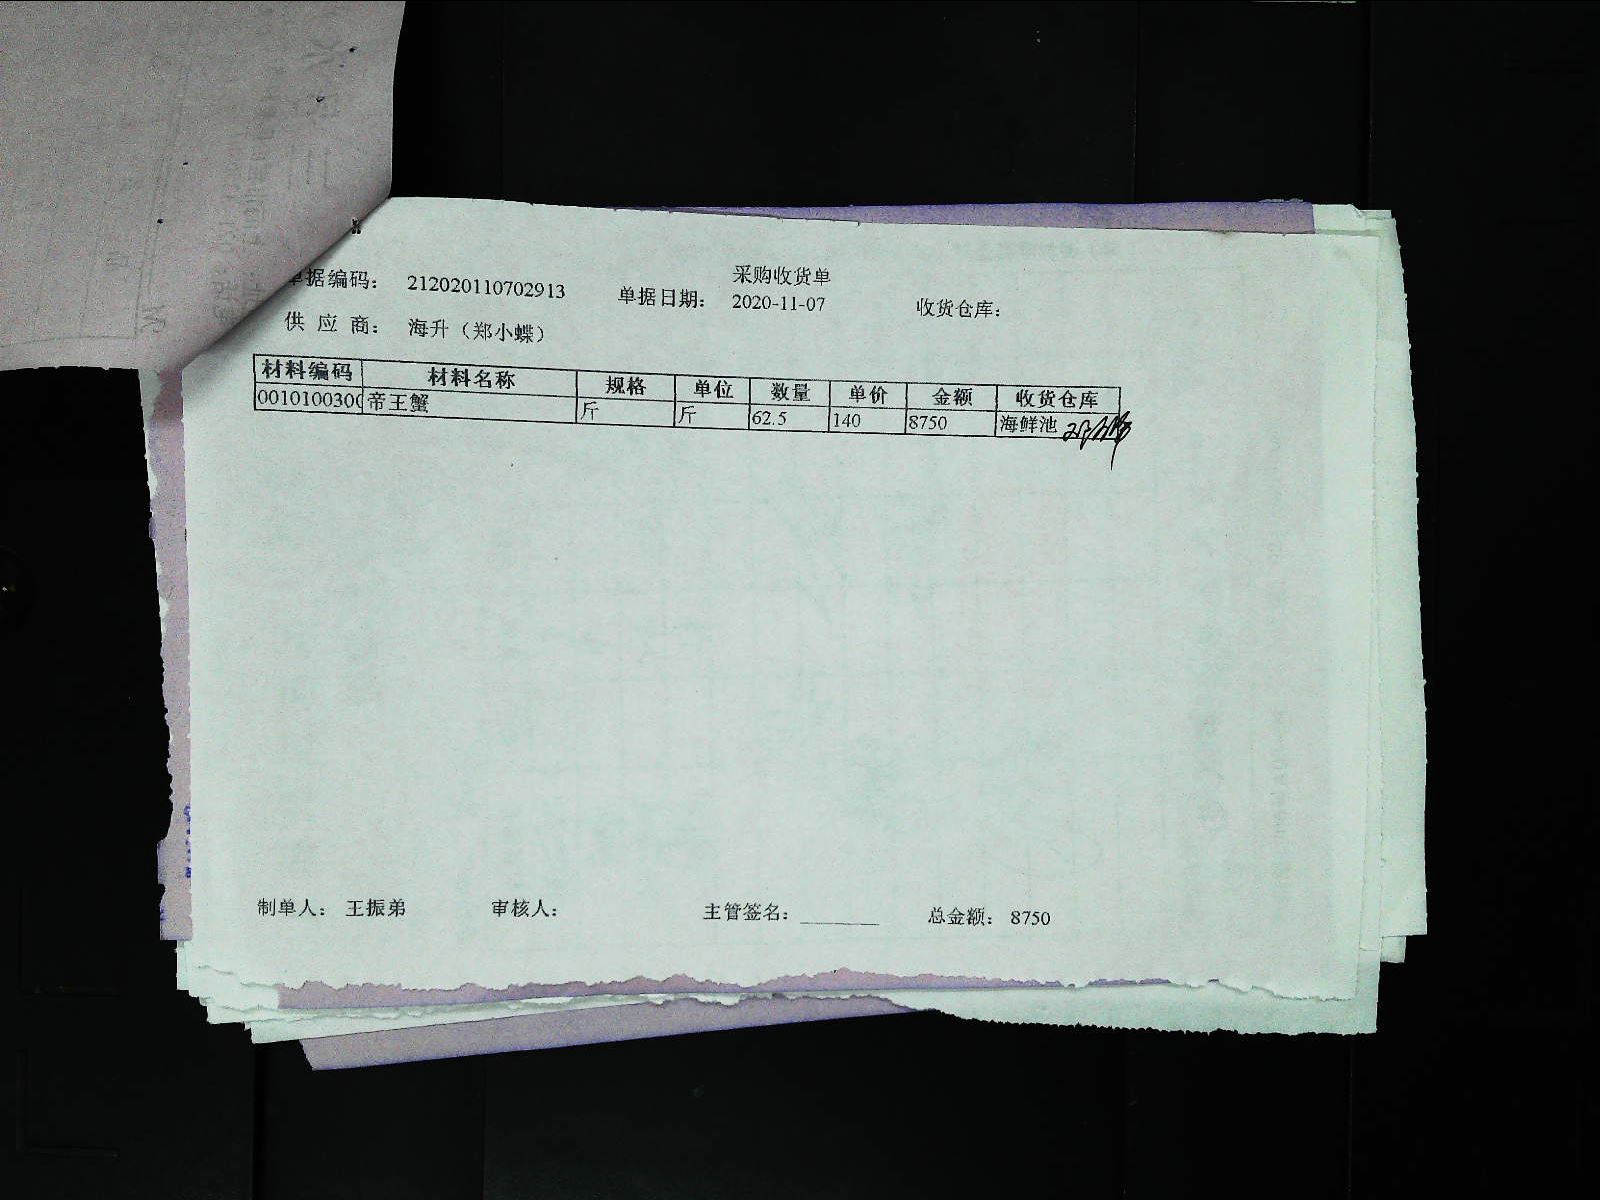 采购收货单
单据编码： 212020110702913 单据日期： 2020-11-07 收货仓库：
供 应 商： 海升（郑小蝶）
材料编码 材料名称 规格 单位 数量 单价 金额 收货仓库
0010100300 帝王蟹 斤 斤 62.5 140 8750 海鲜池
制单人： 王振弟 审核人： 主管签名： ________ 总金额： 8750